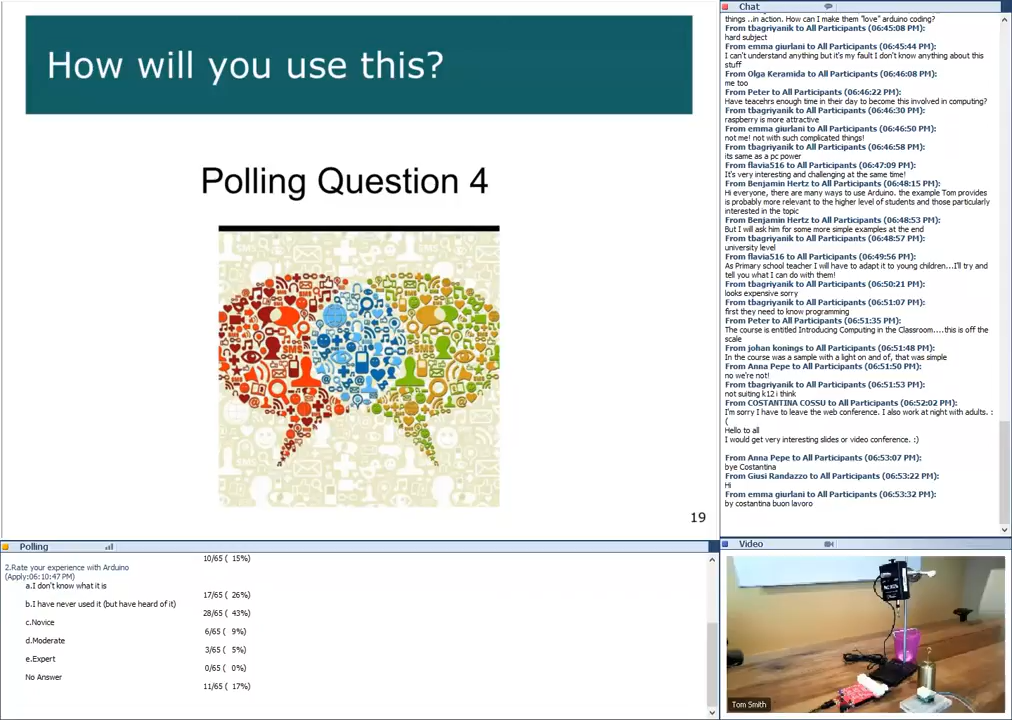 How will you use this?
Polling Question 4
SMS
SMS
19
Chat
things ..in action. How can I make them "love" arduino coding?
From tbagriyanik to All Participants (06:45:08 PM):
hard subject
From emma giurlani to All Participants (06:45:44 PM):
I can't understand anything but it's my fault I don't know anything about this
stuff
From Olga Keramida to All Participants (06:46:08 PM):
me too
From Peter to All Participants (06:46:22 PM):
Have teacehrs enough time in their day to become this involved in computing?
From tbagriyanik to All Participants (06:46:30 PM):
raspberry is more attractive
From emma giurlani to All Participants (06:46:50 PM):
not me! not with such complicated things!
From tbagriyanik to All Participants (06:46:58 PM):
its same as a pc power
From flavia516 to All Participants (06:47:09 PM):
It's very interesting and challenging at the same time!
From Benjamin Hertz to All Participants (06:48:15 PM):
Hi everyone, there are many ways to use Arduino. the example Tom provides
is probably more relevant to the higher level of students and those particularly
interested in the topic
From Benjamin Hertz to All Participants (06:48:53 PM):
But I will ask him for some more simple examples at the end
From tbagriyanik to All Participants (06:48:57 PM):
university level
From flavia516 to All Participants (06:49:56 PM):
As Primary school teacher I will have to adapt it to young children...I'll try and
tell you what I can do with them!
From tbagriyanik to All Participants (06:50:21 PM):
looks expensive sorry
From tbagriyanik to All Participants (06:51:07 PM):
first they need to know programming
From Peter to All Participants (06:51:35 PM):
The course is entitled Introducing Computing in the Classroom....this is off the
scale
From johan konings to All Participants (06:51:48 PM):
In the course was a sample with a light on and of, that was simple
From Anna Pepe to All Participants (06:51:50 PM):
no we're not!
From tbagriyanik to All Participants (06:51:53 PM):
not suiting k12 i think
From COSTANTINA COSSU to All Participants (06:52:02 PM):
I'm sorry I have to leave the web conference. I also work at night with adults. :
(
Hello to all
I would get very interesting slides or video conference. :)
From Anna Pepe to All Participants (06:53:07 PM):
bye Costantina
From Giusi Randazzo to All Participants (06:53:22 PM):
Hi
From emma giurlani to All Participants (06:53:32 PM):
by costantina buon lavoro
Polling
10/65 ( 15%)
2.Rate your experience with Arduino
(Apply:06:10:47 PM)
a.I don't know what it is
17/65 ( 26%)
b.I have never used it (but have heard of it)
28/65 ( 43%)
c.Novice
6/65 ( 9%)
d.Moderate
3/65 ( 5%)
e.Expert
0/65 ( 0%)
No Answer
11/65 ( 17%)
Video
Tom Smith